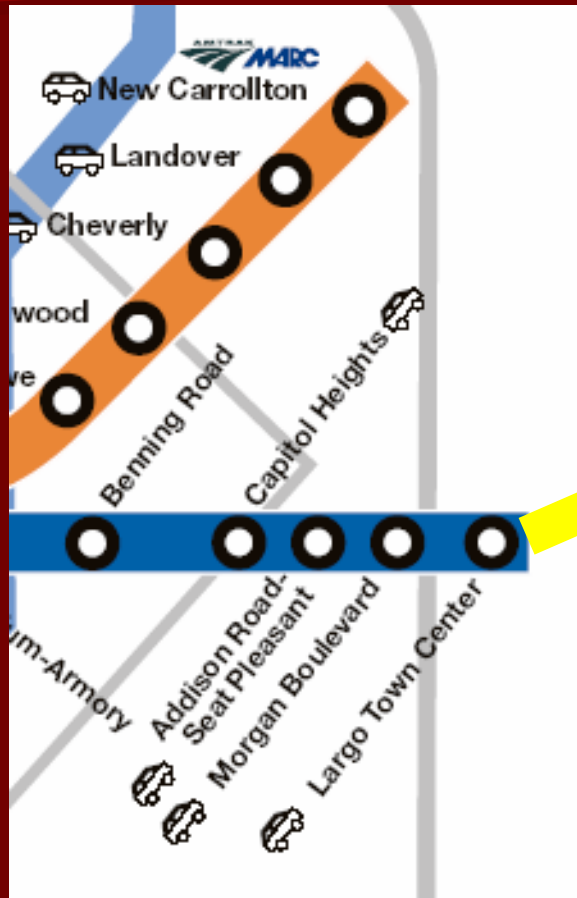 AMTRAK
MARC
New Carrollton
Landover
Cheverly
wood
ve
Benning Road
Capitol Heights
um-Armory
Addison Road-
Seat Pleasant
Morgan Boulevard
Largo Town Center